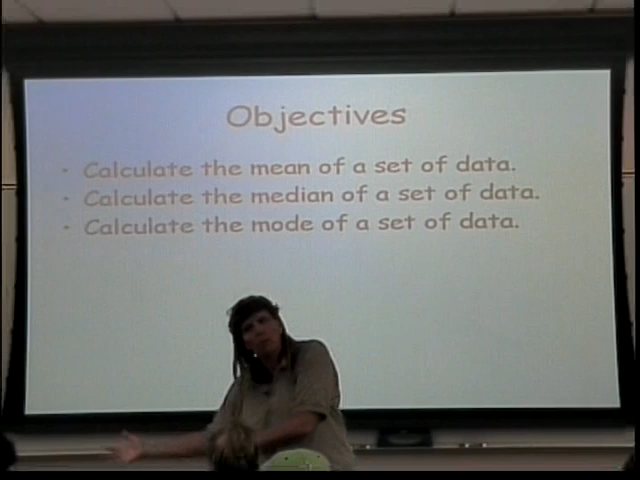 Objectives
- Calculate the mean of a set of data.
- Calculate the median of a set of data.
- Calculate the mode of a set of data.